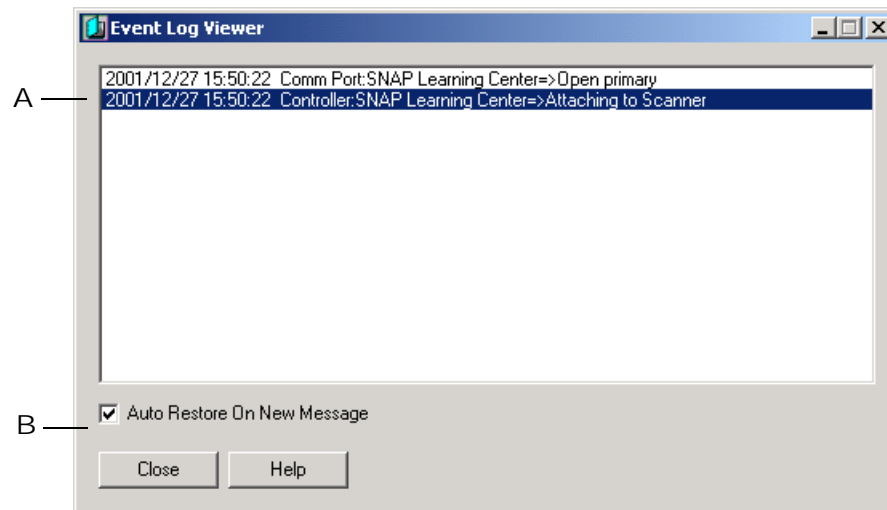 Event Log Viewer
2001/12/27 15:50:22 Comm Port:SNAP Learning Center=>Open primary
A
2001/12/27 15:50:22 Controller:SNAP Learning Center=>Attaching to Scanner
Auto Restore On New Message
B
Close
Help